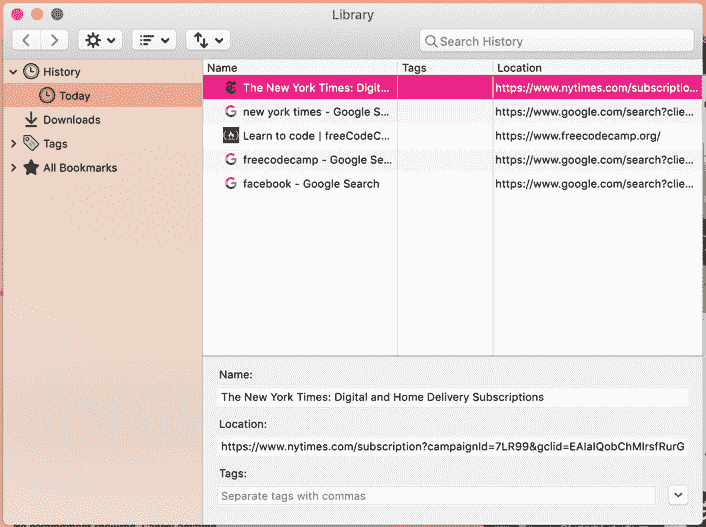 Library
Search History
History
Today
Downloads
Tags
All Bookmarks
Name Tags Location
The New York Times: Digit... https://www.nytimes.com/subscriptio...
new york times - Google S... https://www.google.com/search?clie...
Learn to code | freeCodeC... https://www.freecodecamp.org/
freecodecamp - Google Se... https://www.google.com/search?clie...
facebook - Google Search https://www.google.com/search?clie...
Name:
The New York Times: Digital and Home Delivery Subscriptions
Location:
https://www.nytimes.com/subscription?campaignId=7LR99&gclid=EAIaIQobChMIrsfRurG
Tags:
Separate tags with commas